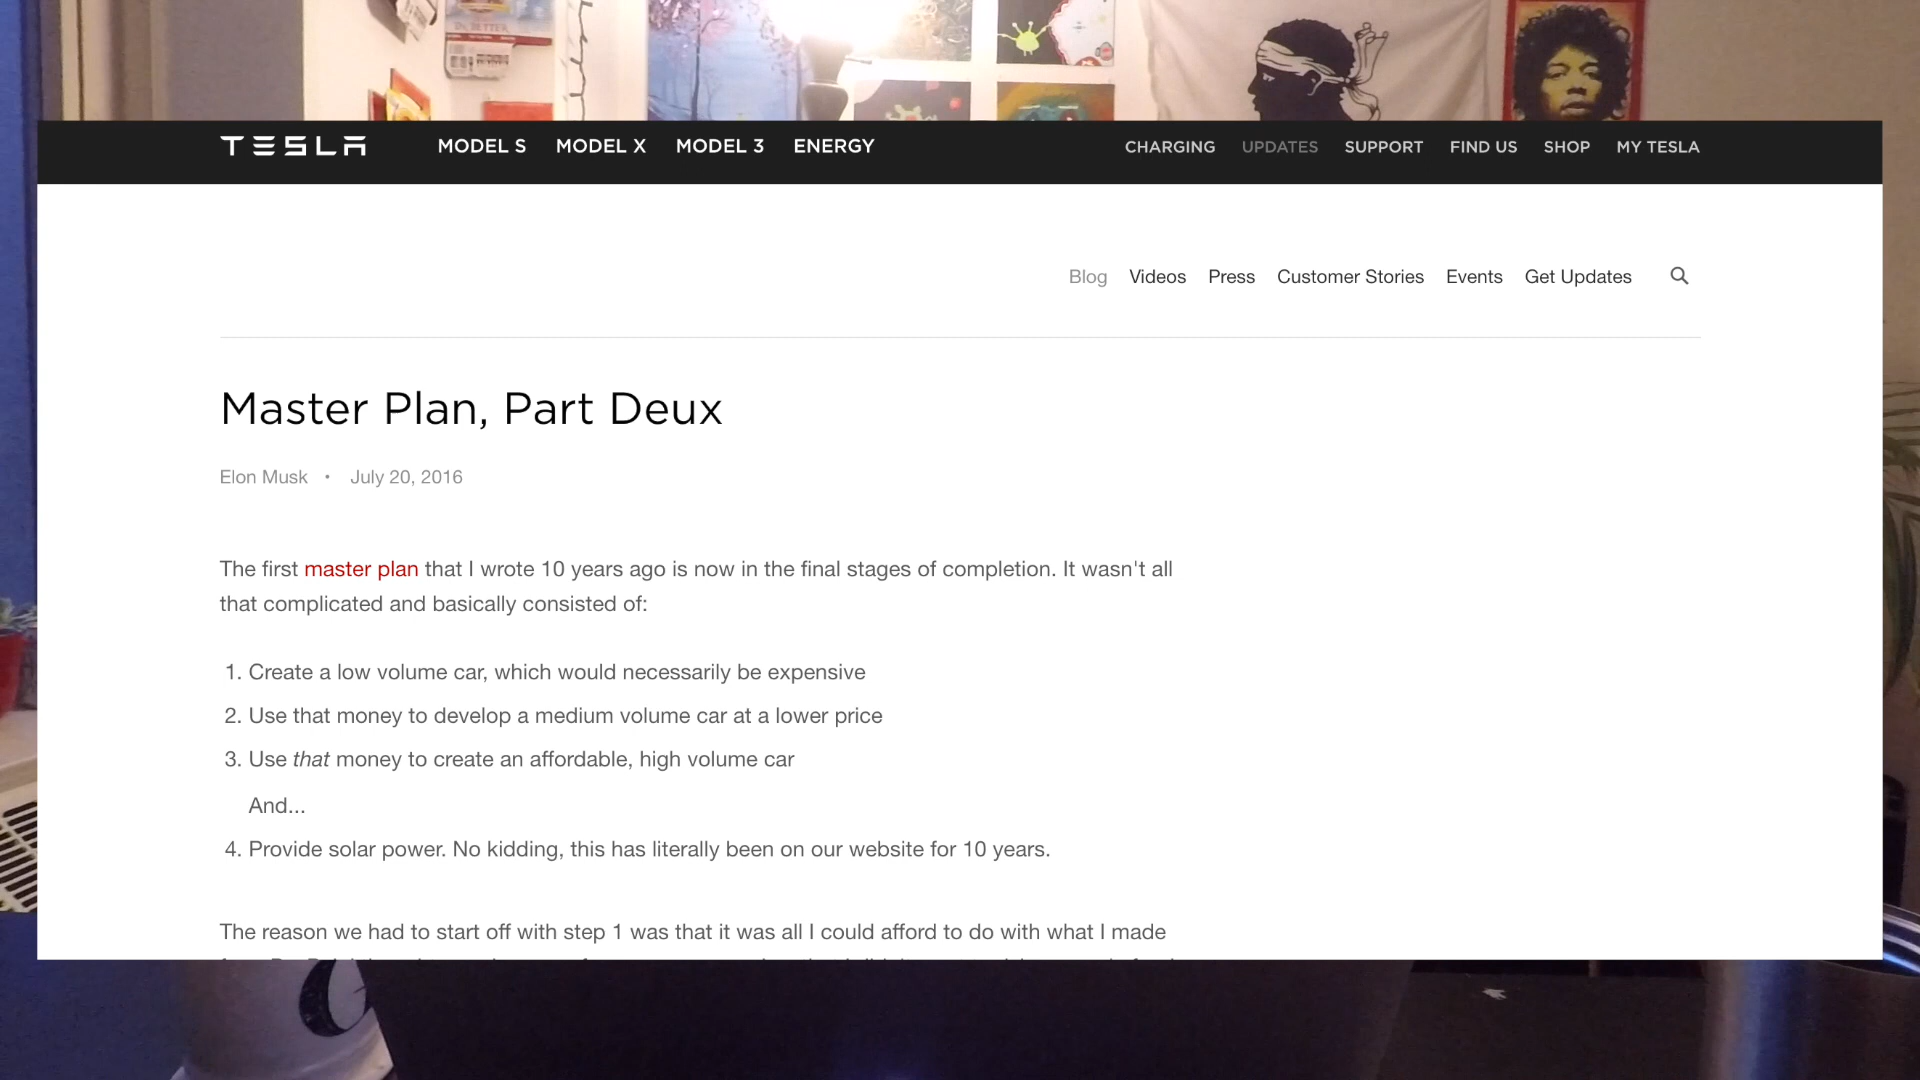 TESLA MODEL S MODEL X MODEL 3 ENERGY CHARGING UPDATES SUPPORT FIND US SHOP MY TESLA
Blog Videos Press Customer Stories Events Get Updates
Master Plan, Part Deux
Elon Musk • July 20, 2016
The first master plan that I wrote 10 years ago is now in the final stages of completion. It wasn't all
that complicated and basically consisted of:
1. Create a low volume car, which would necessarily be expensive
2. Use that money to develop a medium volume car at a lower price
3. Use that money to create an affordable, high volume car
And...
4. Provide solar power. No kidding, this has literally been on our website for 10 years.
The reason we had to start off with step 1 was that it was all I could afford to do with what I made